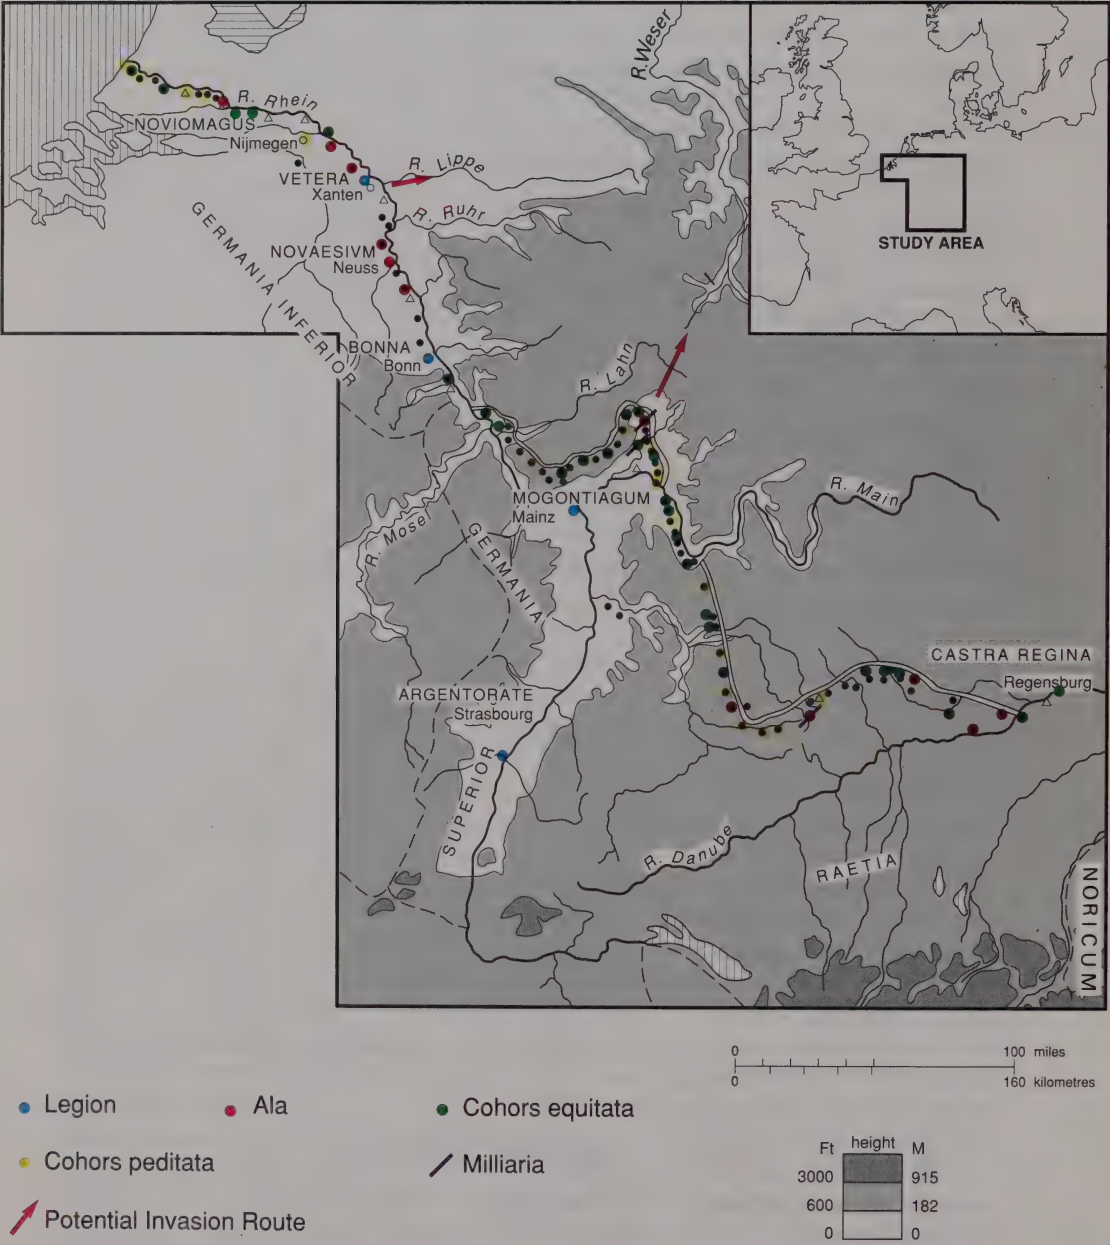 R. Weser
R. Rhein
NOVIOMAGUS
Nijmegen
VETERA
Xanten
R. Lippe
R. Ruhr
GERMANIA INFERIOR
NOVAESIVM
Neuss
STUDY AREA
BONNA
Bonn
R. Lahn
MOGONTIAGUM
Mainz
R. Main
R. Mosel
GERMANIA
SUPERIOR
CASTRA REGINA
Regensburg
ARGENTORATE
Strasbourg
R. Danube
RAETIA
NORICUM
0 100 miles
0 160 kilometres
Legion Ala Cohors equitata
Cohors peditata Milliaria
Potential Invasion Route
Ft height M
3000 915
600 182
0 0